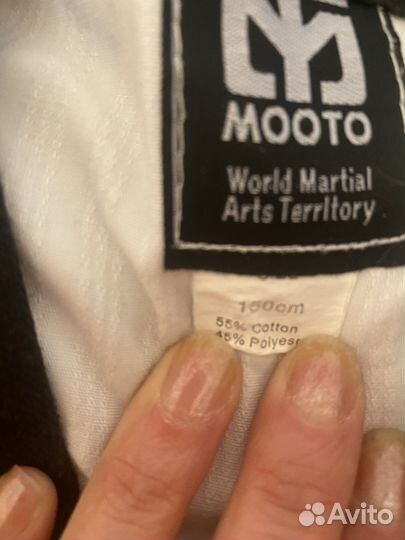 MOOTO
World Martial
Arts Territory
160cm
55% Cotton
45% Polyes
Avito